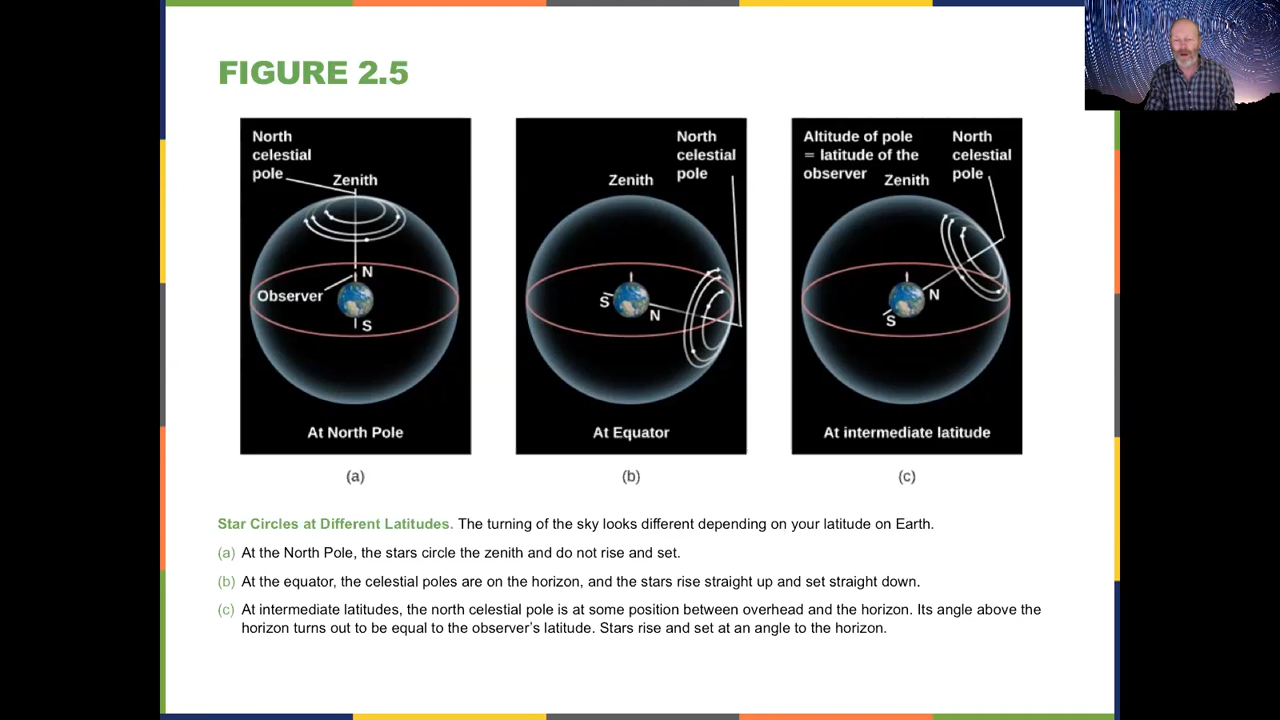 FIGURE 2.5
North
celestial
pole
Zenith
N
Observer
S
At North Pole
(a)
North
celestial
pole
Zenith
S
N
At Equator
(b)
Altitude of pole
= latitude of the
observer
Zenith
North
celestial
pole
N
S
At intermediate latitude
(c)
Star Circles at Different Latitudes. The turning of the sky looks different depending on your latitude on Earth.
(a) At the North Pole, the stars circle the zenith and do not rise and set.
(b) At the equator, the celestial poles are on the horizon, and the stars rise straight up and set straight down.
(c) At intermediate latitudes, the north celestial pole is at some position between overhead and the horizon. Its angle above the
horizon turns out to be equal to the observer’s latitude. Stars rise and set at an angle to the horizon.